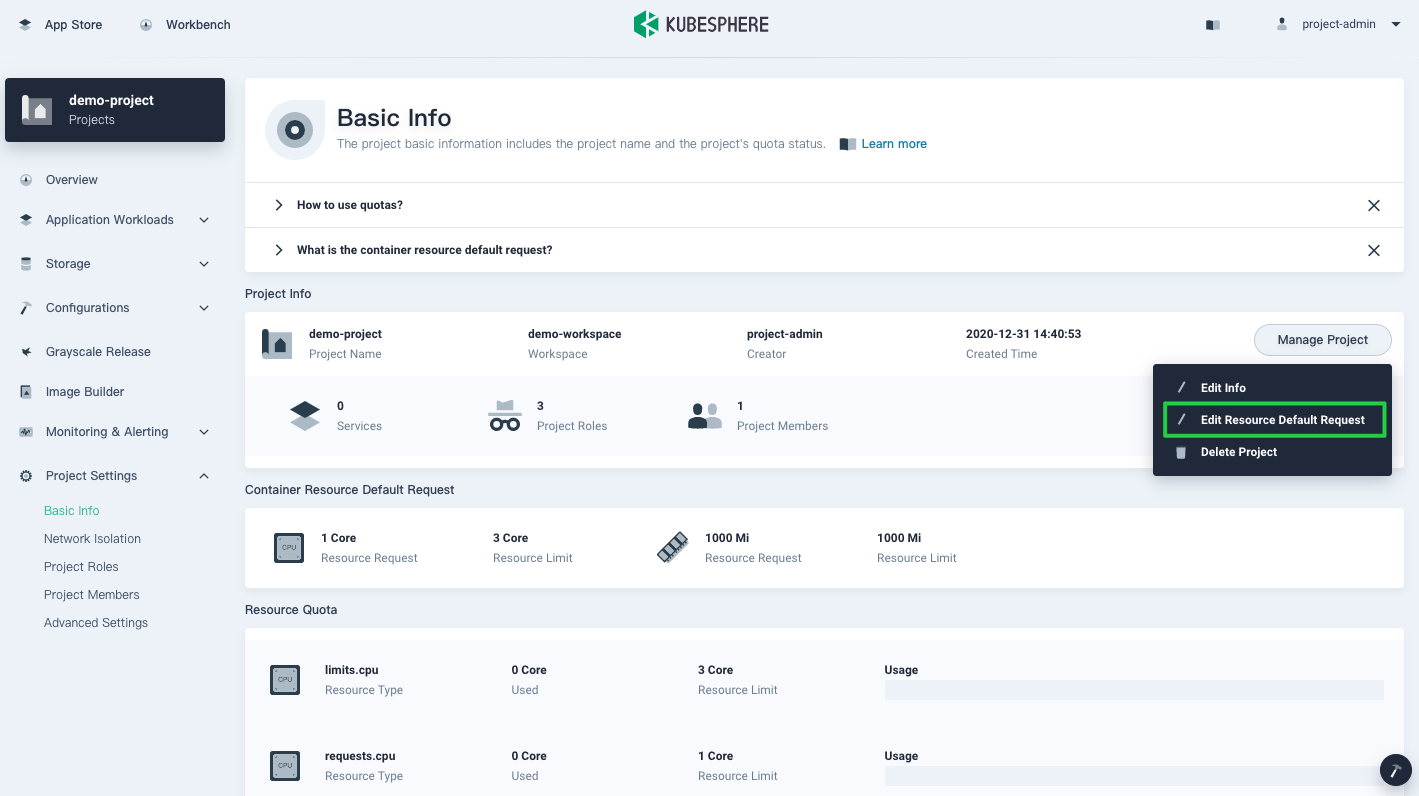 App Store
Workbench
KUBESPHERE
project-admin
demo-project
Projects
Overview
Application Workloads
Storage
Configurations
Grayscale Release
Image Builder
Monitoring & Alerting
Project Settings
Basic Info
Network Isolation
Project Roles
Project Members
Advanced Settings
Basic Info
The project basic information includes the project name and the project's quota status. Learn more
How to use quotas?
What is the container resource default request?
Project Info
demo-project
Project Name
demo-workspace
Workspace
project-admin
Creator
2020-12-31 14:40:53
Created Time
Manage Project
Edit Info
Edit Resource Default Request
Delete Project
0
Services
3
Project Roles
1
Project Members
Container Resource Default Request
CPU
1 Core
Resource Request
3 Core
Resource Limit
1000 Mi
Resource Request
1000 Mi
Resource Limit
Resource Quota
CPU
limits.cpu
Resource Type
0 Core
Used
3 Core
Resource Limit
Usage
CPU
requests.cpu
Resource Type
0 Core
Used
1 Core
Resource Limit
Usage